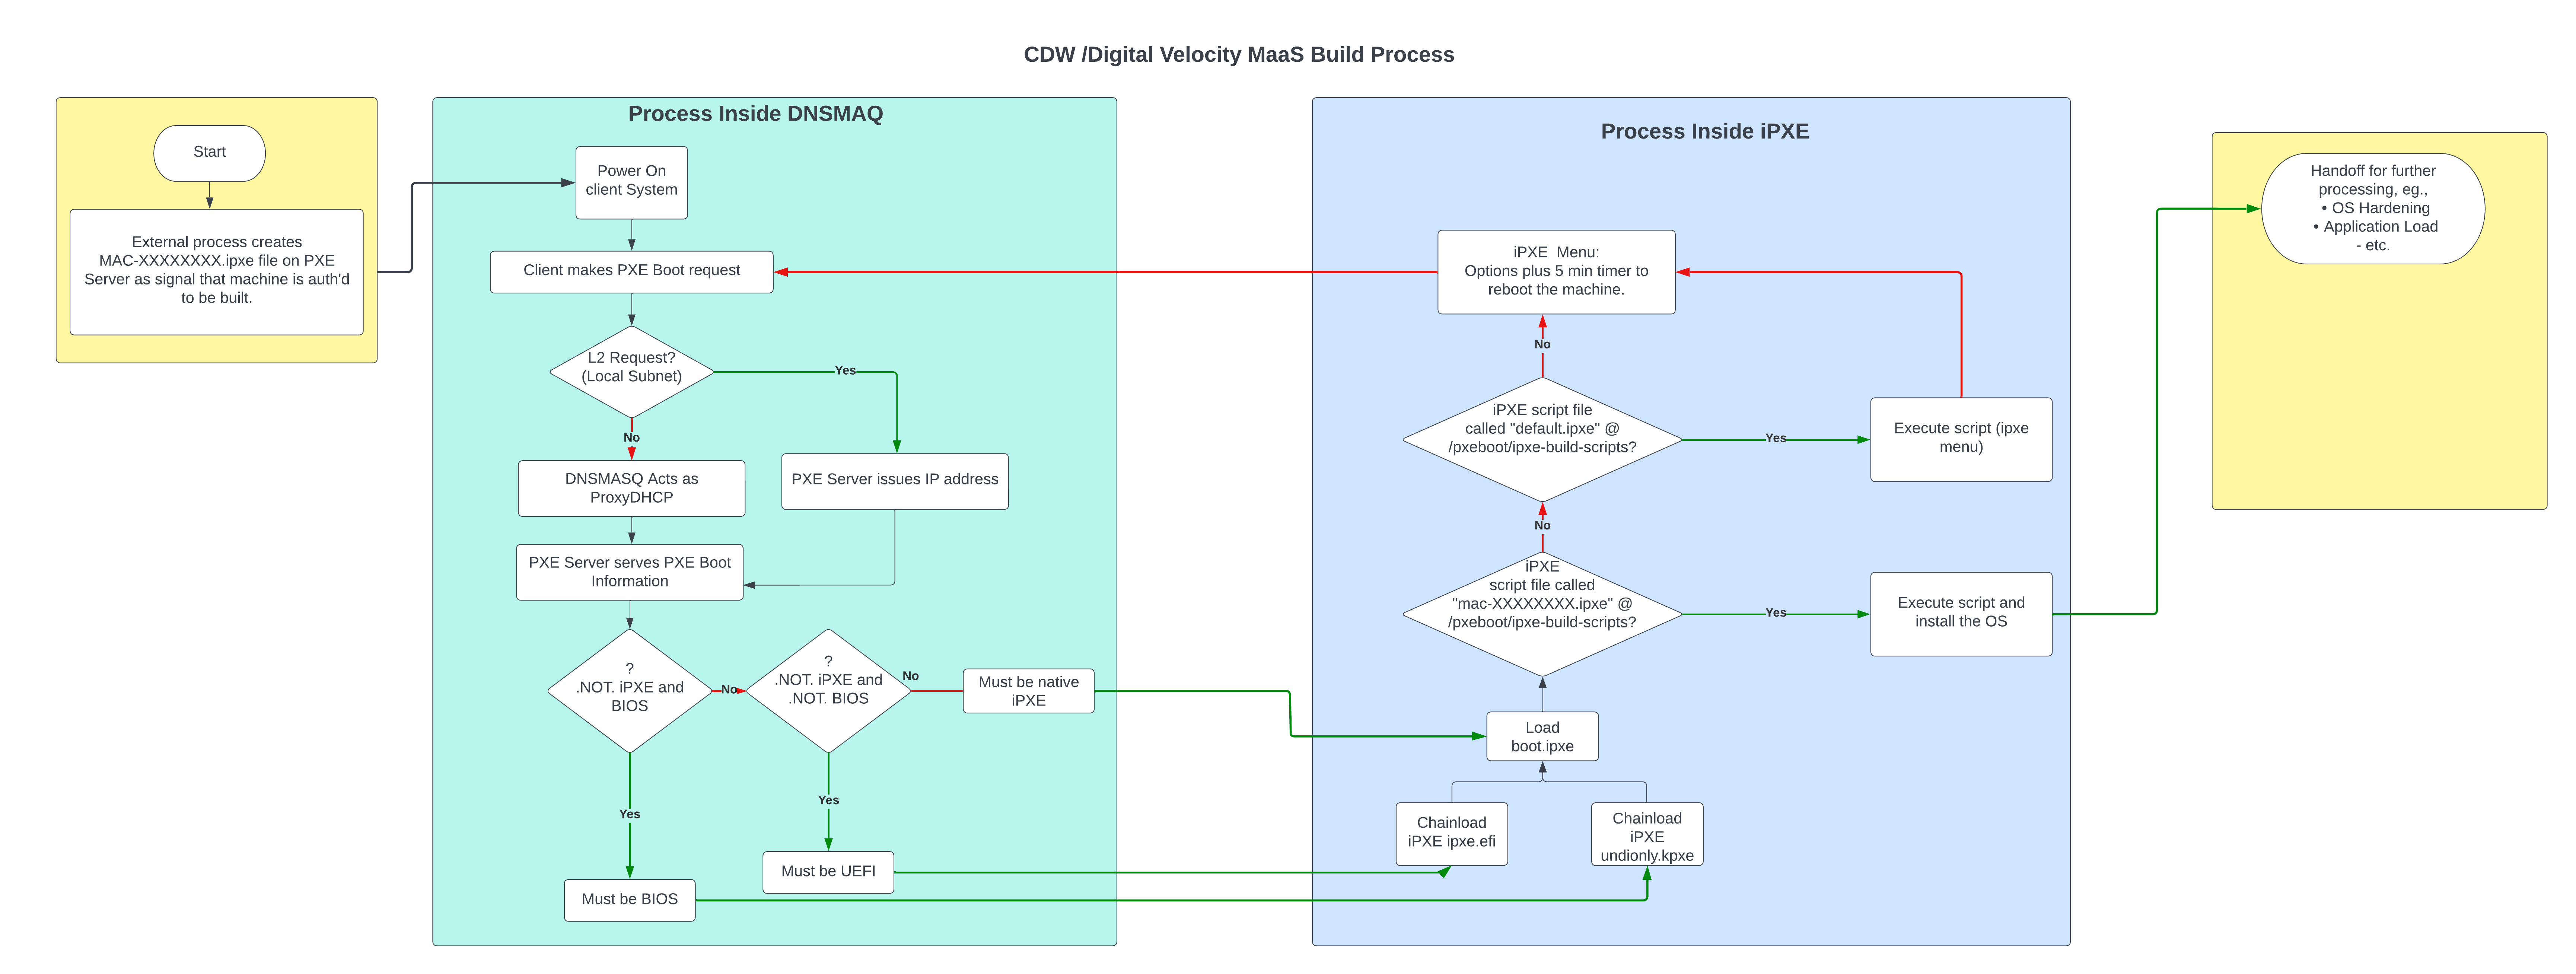 CDW /Digital Velocity MaaS Build Process
Start
External process creates
MAC-XXXXXXXX.ipxe file on PXE
Server as signal that machine is auth'd
to be built.
Process Inside DNSMAQ
Power On
client System
Client makes PXE Boot request
L2 Request?
(Local Subnet)
Yes
No
DNSMASQ Acts as
ProxyDHCP
PXE Server issues IP address
PXE Server serves PXE Boot
Information
?
.NOT. iPXE and
BIOS
No
?
.NOT. iPXE and
.NOT. BIOS
No
Must be native
iPXE
Yes
Yes
Must be UEFI
Must be BIOS
Process Inside iPXE
iPXE  Menu:
Options plus 5 min timer to
reboot the machine.
No
iPXE script file
called "default.ipxe" @
/pxeboot/ipxe-build-scripts?
Yes
Execute script (ipxe
menu)
No
iPXE
script file called
"mac-XXXXXXXX.ipxe" @
/pxeboot/ipxe-build-scripts?
Yes
Execute script and
install the OS
Load
boot.ipxe
Chainload
iPXE ipxe.efi
Chainload
iPXE
undionly.kpxe
Handoff for further
processing, eg.,
• OS Hardening
• Application Load
- etc.